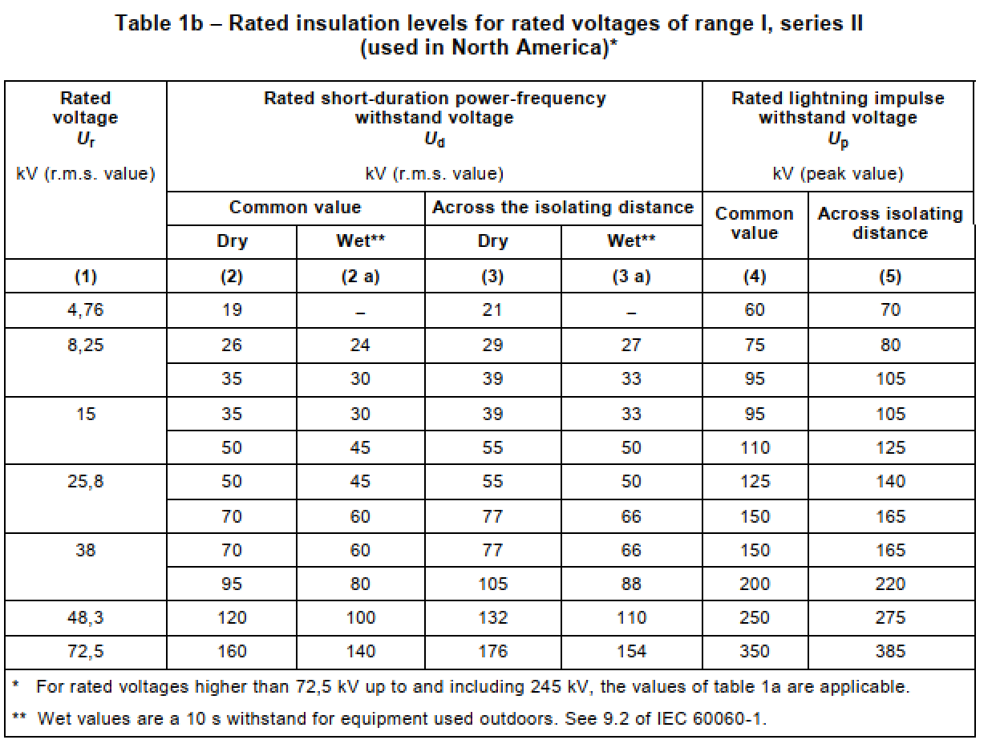 Table 1b – Rated insulation levels for rated voltages of range I, series II
(used in North America)*
Rated
voltage
Ur
kV (r.m.s. value)
Rated short-duration power-frequency
withstand voltage
Ud
kV (r.m.s. value)
Rated lightning impulse
withstand voltage
Up
kV (peak value)
Common value
Across the isolating distance
Common
value
Across isolating
distance
Dry Wet** Dry Wet**
(1) (2) (2 a) (3) (3 a) (4) (5)
4,76 19 – 21 – 60 70
8,25 26 24 29 27 75 80
35 30 39 33 95 105
15 35 30 39 33 95 105
50 45 55 50 110 125
25,8 50 45 55 50 125 140
70 60 77 66 150 165
38 70 60 77 66 150 165
95 80 105 88 200 220
48,3 120 100 132 110 250 275
72,5 160 140 176 154 350 385
* For rated voltages higher than 72,5 kV up to and including 245 kV, the values of table 1a are applicable.
** Wet values are a 10 s withstand for equipment used outdoors. See 9.2 of IEC 60060-1.